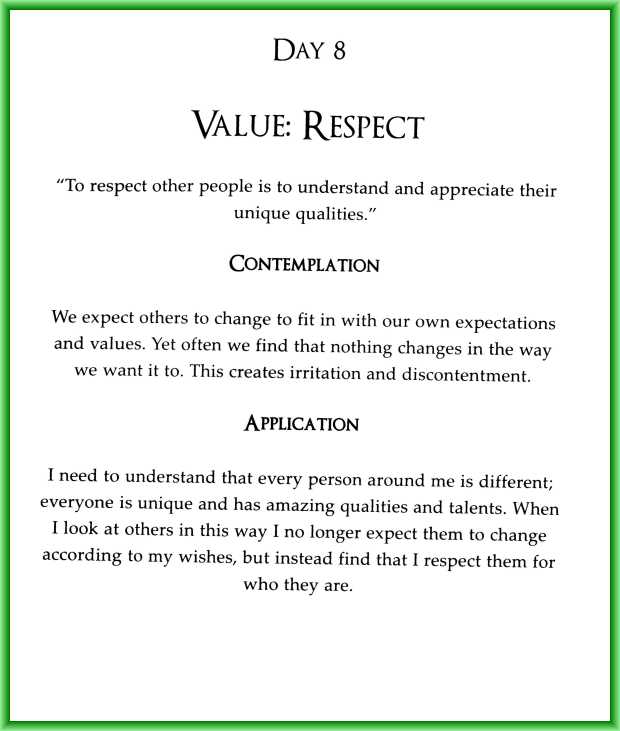 DAY 8
VALUE: RESPECT
“To respect other people is to understand and appreciate their
unique qualities.”
CONTEMPLATION
We expect others to change to fit in with our own expectations
and values. Yet often we find that nothing changes in the way
we want it to. This creates irritation and discontentment.
APPLICATION
I need to understand that every person around me is different;
everyone is unique and has amazing qualities and talents. When
I look at others in this way I no longer expect them to change
according to my wishes, but instead find that I respect them for
who they are.